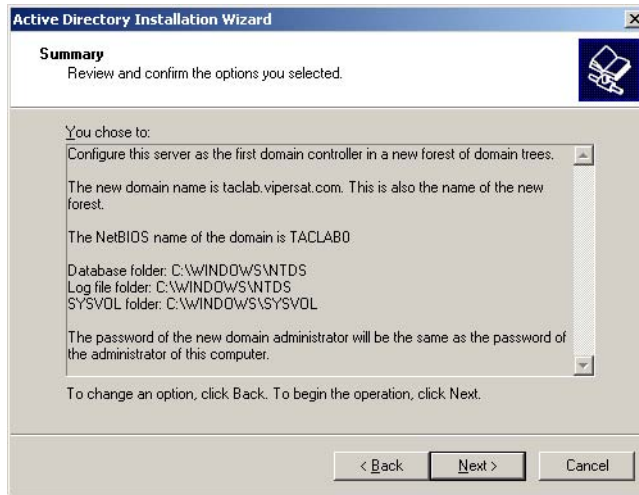 Active Directory Installation Wizard
Summary
Review and confirm the options you selected.
You chose to:
Configure this server as the first domain controller in a new forest of domain trees.
The new domain name is taclab.vipersat.com. This is also the name of the new
forest.
The NetBIOS name of the domain is TACLAB0
Database folder: C:\WINDOWS\NTDS
Log file folder: C:\WINDOWS\NTDS
SYSVOL folder: C:\WINDOWS\SYSVOL
The password of the new domain administrator will be the same as the password of
the administrator of this computer.
To change an option, click Back. To begin the operation, click Next.
< Back Next > Cancel